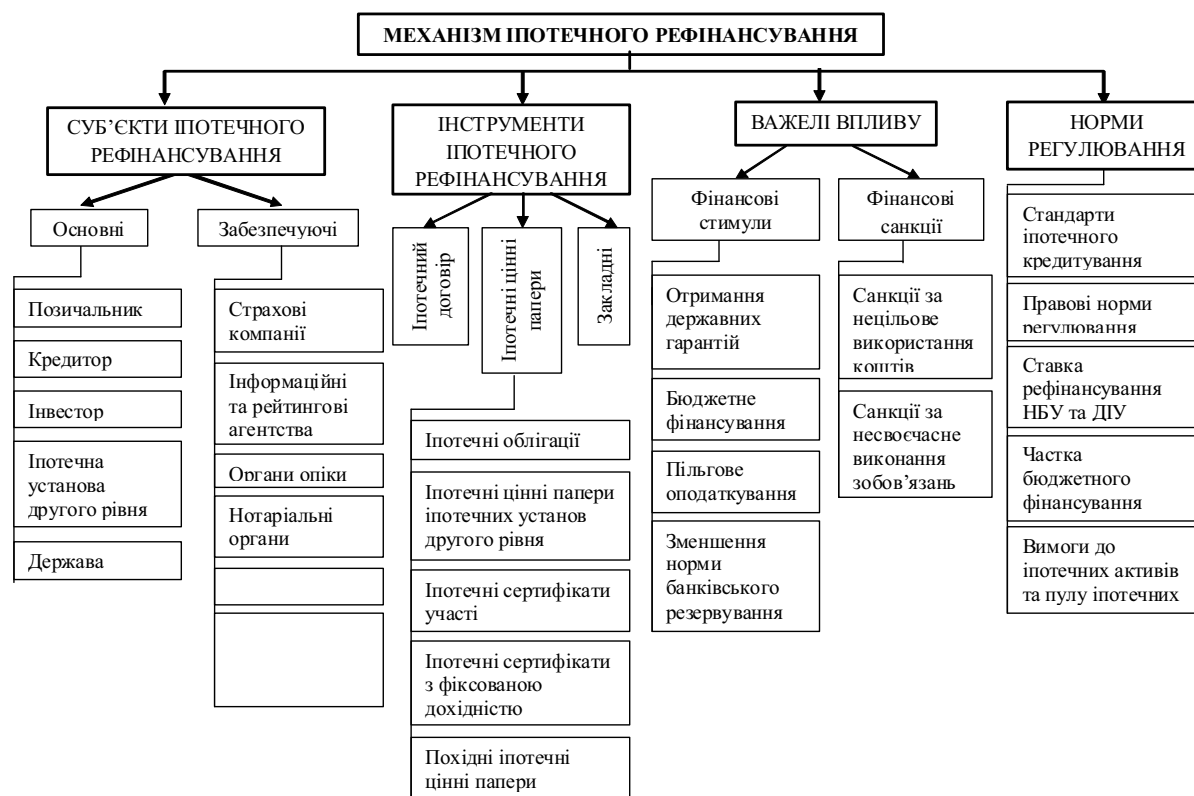 МЕХАНІЗМ ІПОТЕЧНОГО РЕФІНАНСУВАННЯ
СУБ’ЄКТИ ІПОТЕЧНОГО
РЕФІНАНСУВАННЯ
Основні
Позичальник
Кредитор
Інвестор
Іпотечна
установа
другого рівня
Держава
Забезпечуючі
Страхові
компанії
Інформаційні
та рейтингові
агентства
Органи опіки
Нотаріальні
органи
ІНСТРУМЕНТИ
ІПОТЕЧНОГО
РЕФІНАНСУВАННЯ
Іпотечний
договір
Іпотечні цінні
папери
Закладні
Іпотечні облігації
Іпотечні цінні папери
іпотечних установ
другого рівня
Іпотечні сертифікати
участі
Іпотечні сертифікати
з фіксованою
дохідністю
Похідні іпотечні
цінні папери
ВАЖЕЛІ ВПЛИВУ
Фінансові
стимули
Отримання
державних
гарантій
Бюджетне
фінансування
Пільгове
оподаткування
Зменшення
норми
банківського
резервування
Фінансові
санкції
Санкції за
нецільове
використання
коштів
Санкції за
несвоєчасне
виконання
зобов’язань
НОРМИ
РЕГУЛЮВАННЯ
Стандарти
іпотечного
кредитування
Правові норми
регулювання
Ставка
рефінансування
НБУ та ДІУ
Частка
бюджетного
фінансування
Вимоги до
іпотечних активів
та пулу іпотечних